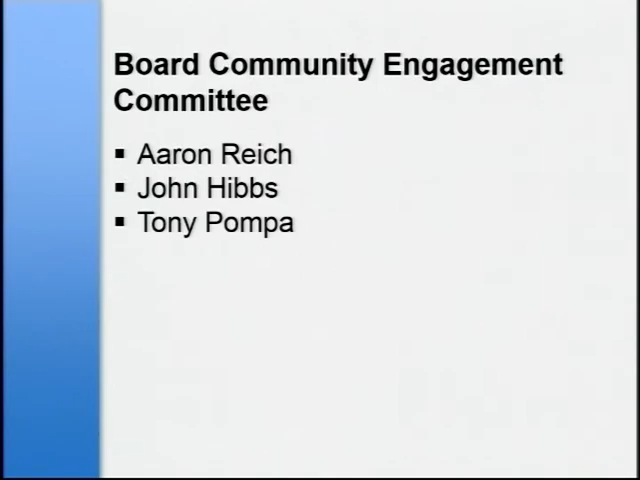 Board Community Engagement
Committee
▪ Aaron Reich
▪ John Hibbs
▪ Tony Pompa